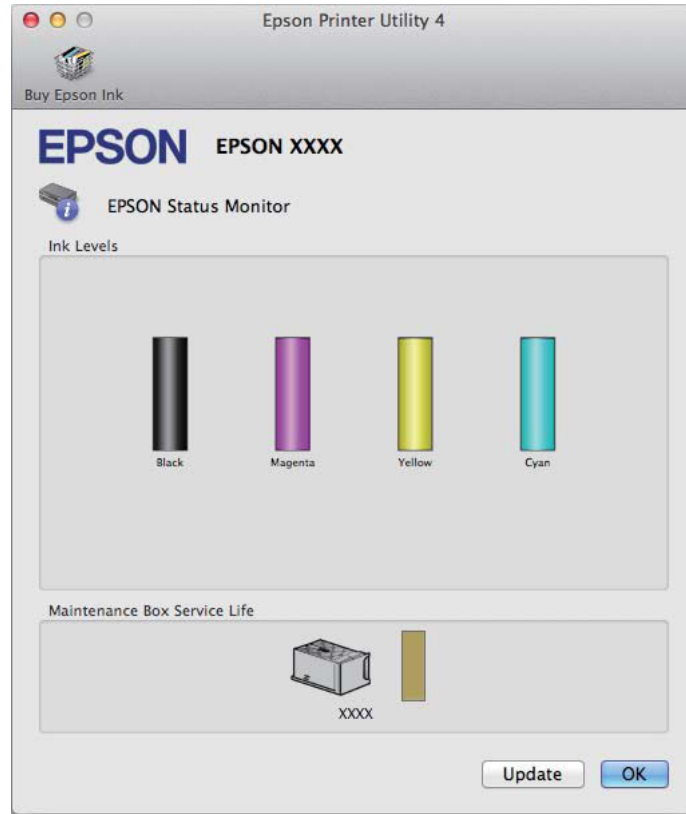 Epson Printer Utility 4
Buy Epson Ink
EPSON EPSON XXXX
EPSON Status Monitor
Ink Levels
Black Magenta Yellow Cyan
Maintenance Box Service Life
XXXX
Update OK